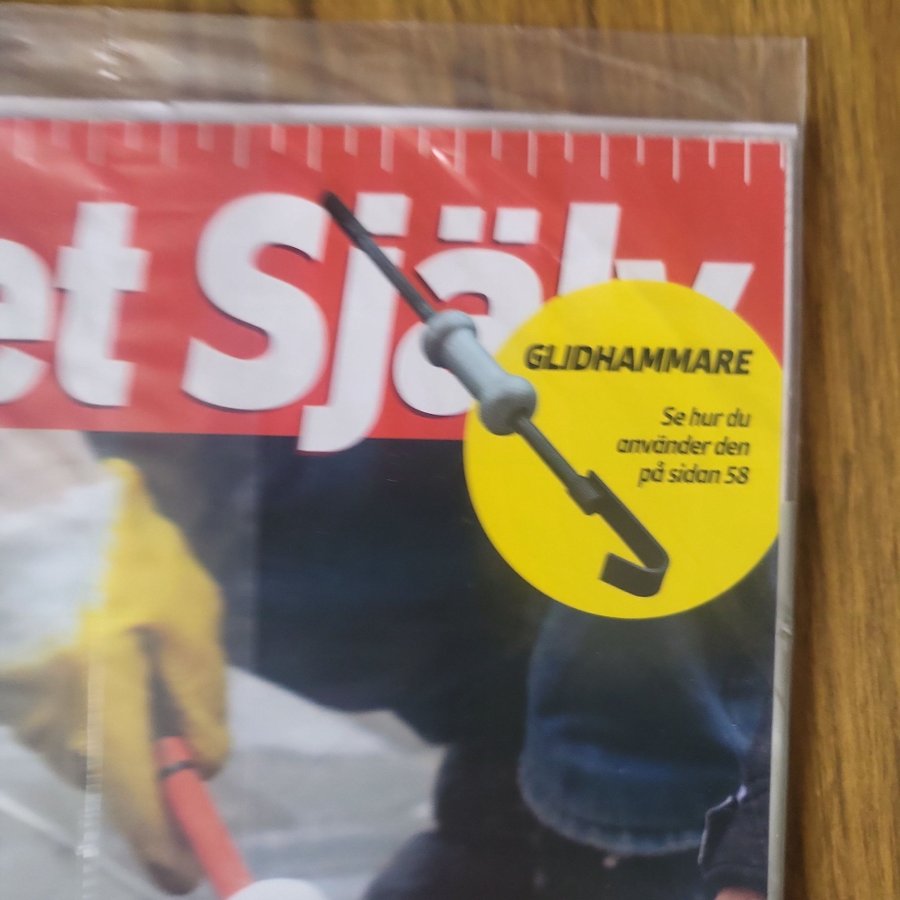 et Själv
GLIDHAMMARE
Se hur du
använder den
på sidan 58